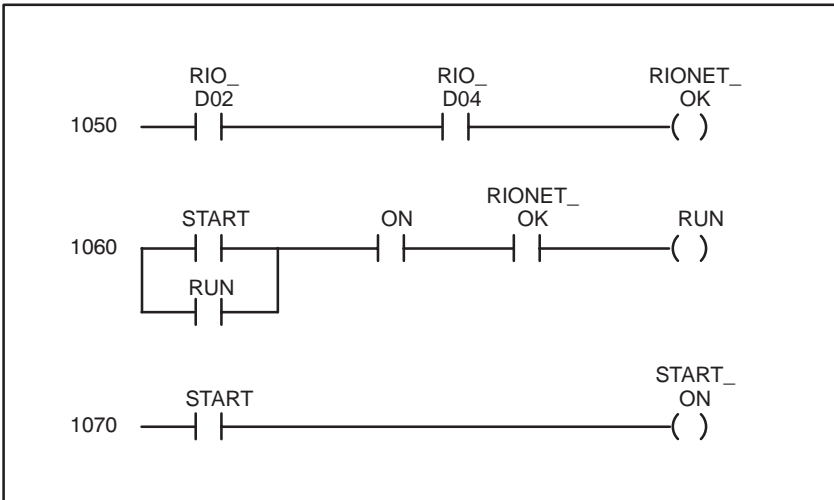 RIO_ RIO_ RIONET_
D02 D04 OK
1050
RIONET_
START ON OK RUN
1060
RUN
START_
START ON
1070